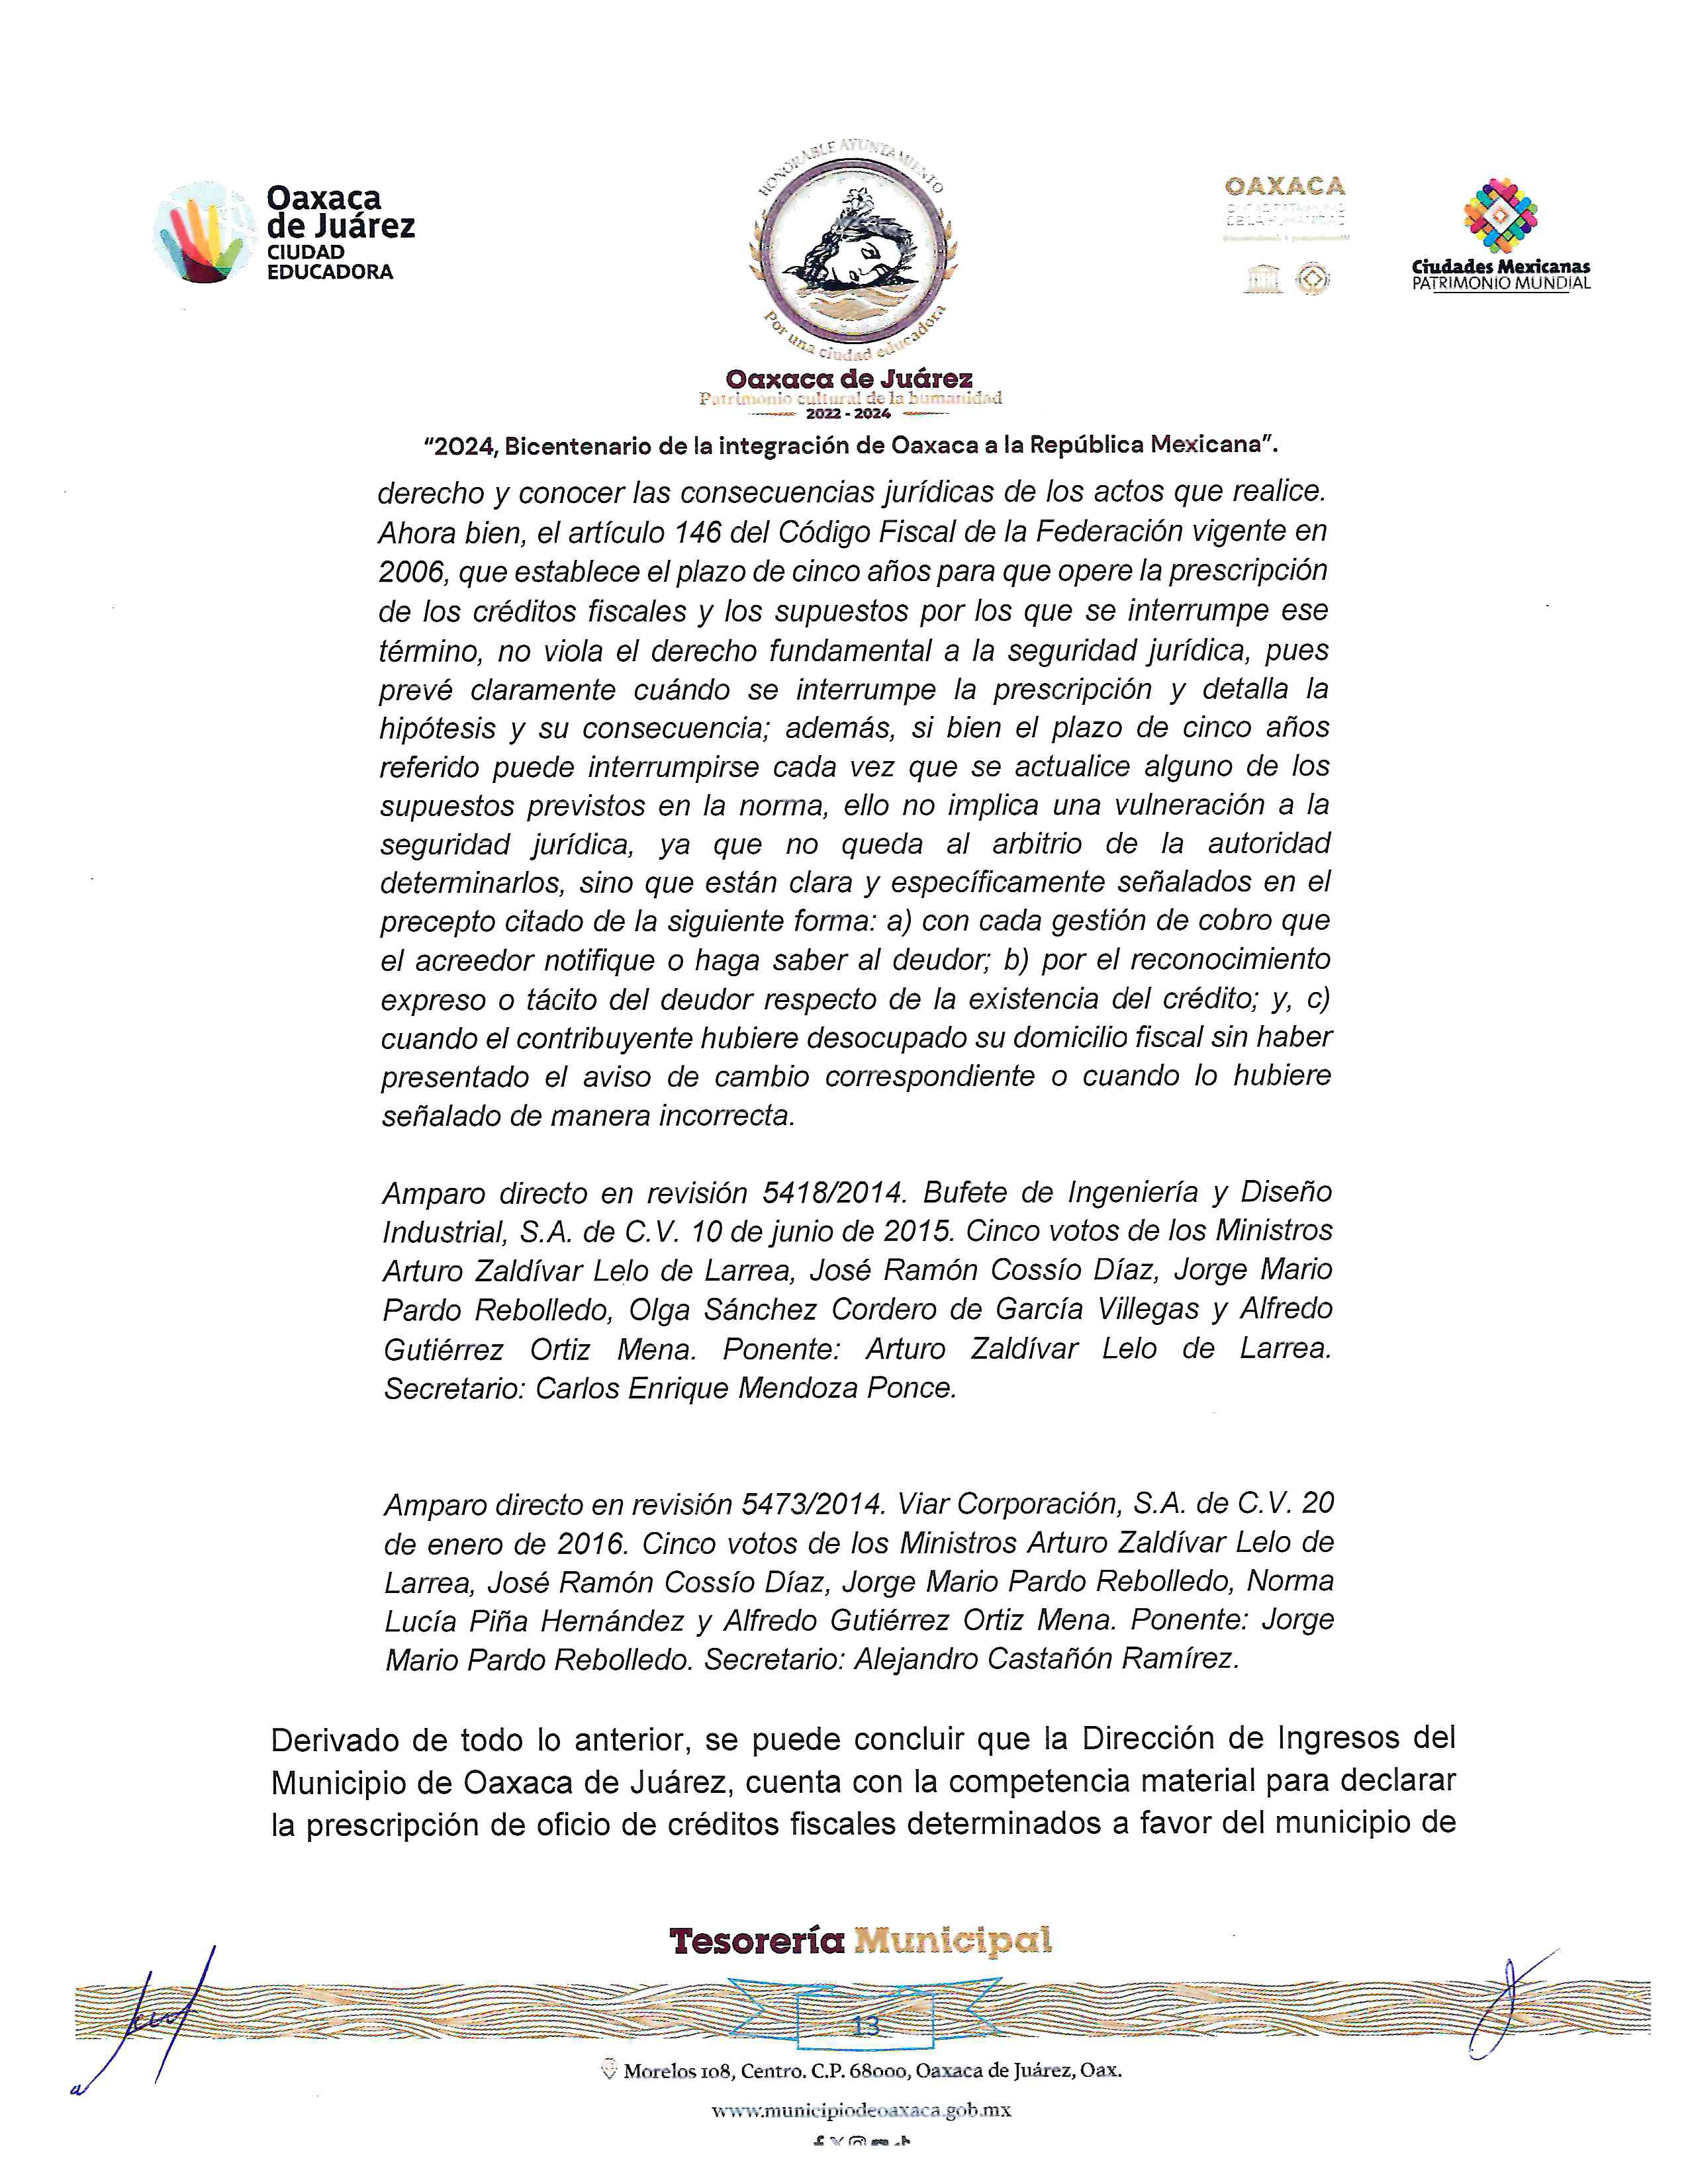 Oaxaca
de Juárez
CIUDAD
EDUCADORA
HONORABLE AYUNTAMIENTO
Por una ciudad educadora
Oaxaca de Juárez
Patrimonio cultural de la humanidad
2022 - 2024
OAXACA
CIUDAD PATRIMONIO
DE LA HUMANIDAD
Ciudades Mexicanas
PATRIMONIO MUNDIAL
“2024, Bicentenario de la integración de Oaxaca a la República Mexicana”.
derecho y conocer las consecuencias jurídicas de los actos que realice.
Ahora bien, el artículo 146 del Código Fiscal de la Federación vigente en
2006, que establece el plazo de cinco años para que opere la prescripción
de los créditos fiscales y los supuestos por los que se interrumpe ese
término, no viola el derecho fundamental a la seguridad jurídica, pues
prevé claramente cuándo se interrumpe la prescripción y detalla la
hipótesis y su consecuencia; además, si bien el plazo de cinco años
referido puede interrumpirse cada vez que se actualice alguno de los
supuestos previstos en la norma, ello no implica una vulneración a la
seguridad jurídica, ya que no queda al arbitrio de la autoridad
determinarlos, sino que están clara y específicamente señalados en el
precepto citado de la siguiente forma: a) con cada gestión de cobro que
el acreedor notifique o haga saber al deudor; b) por el reconocimiento
expreso o tácito del deudor respecto de la existencia del crédito; y, c)
cuando el contribuyente hubiere desocupado su domicilio fiscal sin haber
presentado el aviso de cambio correspondiente o cuando lo hubiere
señalado de manera incorrecta.
Amparo directo en revisión 5418/2014. Bufete de Ingeniería y Diseño
Industrial, S.A. de C.V. 10 de junio de 2015. Cinco votos de los Ministros
Arturo Zaldívar Lelo de Larrea, José Ramón Cossío Díaz, Jorge Mario
Pardo Rebolledo, Olga Sánchez Cordero de García Villegas y Alfredo
Gutiérrez Ortiz Mena. Ponente: Arturo Zaldívar Lelo de Larrea.
Secretario: Carlos Enrique Mendoza Ponce.
Amparo directo en revisión 5473/2014. Viar Corporación, S.A. de C.V. 20
de enero de 2016. Cinco votos de los Ministros Arturo Zaldívar Lelo de
Larrea, José Ramón Cossío Díaz, Jorge Mario Pardo Rebolledo, Norma
Lucía Piña Hernández y Alfredo Gutiérrez Ortiz Mena. Ponente: Jorge
Mario Pardo Rebolledo. Secretario: Alejandro Castañón Ramírez.
Derivado de todo lo anterior, se puede concluir que la Dirección de Ingresos del
Municipio de Oaxaca de Juárez, cuenta con la competencia material para declarar
la prescripción de oficio de créditos fiscales determinados a favor del municipio de
Tesorería Municipal
13
Morelos 108, Centro. C.P. 68000, Oaxaca de Juárez, Oax.
www.municipiodeoaxaca.gob.mx